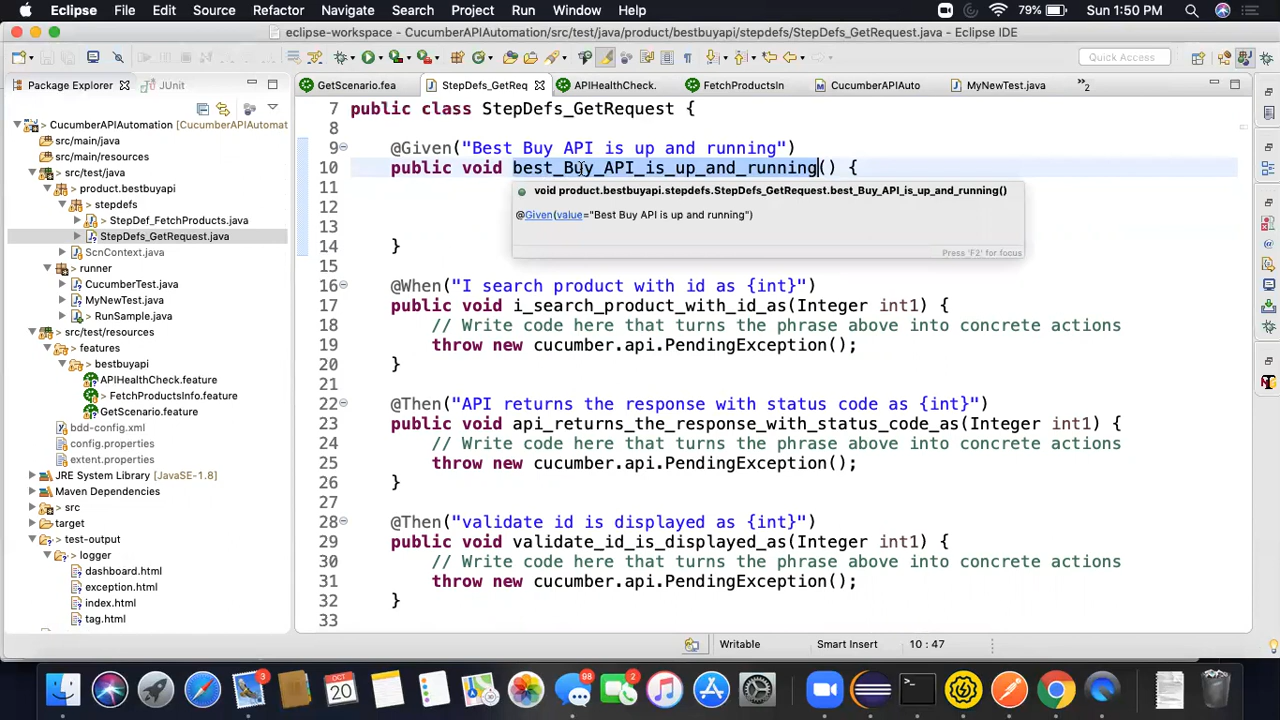 Eclipse File Edit Source Refactor Navigate Search Project Run Window Help 79% Sun 1:50 PM
eclipse-workspace - CucumberAPIAutomation/src/test/java/product/bestbuyapi/stepdefs/StepDefs_GetRequest.java - Eclipse IDE
Quick Access
Package Explorer JUnit
GetScenario.fea StepDefs_GetReq APIHealthCheck. FetchProductsIn CucumberAPIAuto MyNewTest.java »2
CucumberAPIAutomation [CucumberAPIAutomat
src/main/java
src/main/resources
src/test/java
product.bestbuyapi
> stepdefs
> StepDef_FetchProducts.java
StepDefs_GetRequest.java
ScnContext.java
runner
CucumberTest.java
MyNewTest.java
RunSample.java
> src/test/resources
> features
> bestbuyapi
APIHealthCheck.feature
> FetchProductsInfo.feature
GetScenario.feature
bdd-config.xml
config.properties
extent.properties
JRE System Library [JavaSE-1.8]
Maven Dependencies
> src
target
> test-output
> logger
dashboard.html
exception.html
index.html
tag.html
7 public class StepDefs_GetRequest {
8
9 @Given("Best Buy API is up and running")
10 public void best_Buy_API_is_up_and_running() {
11
12
13
14 }
15
16 @When("I search product with id as {int}")
17 public void i_search_product_with_id_as(Integer int1) {
18 // Write code here that turns the phrase above into concrete actions
19 throw new cucumber.api.PendingException();
20 }
21
22 @Then("API returns the response with status code as {int}")
23 public void api_returns_the_response_with_status_code_as(Integer int1) {
24 // Write code here that turns the phrase above into concrete actions
25 throw new cucumber.api.PendingException();
26 }
27
28 @Then("validate id is displayed as {int}")
29 public void validate_id_is_displayed_as(Integer int1) {
30 // Write code here that turns the phrase above into concrete actions
31 throw new cucumber.api.PendingException();
32 }
33
void product.bestbuyapi.stepdefs.StepDefs_GetRequest.best_Buy_API_is_up_and_running()
@Given(value="Best Buy API is up and running")
Press 'F2' for focus
Writable Smart Insert 10 : 47
3 OCT 20 98 2